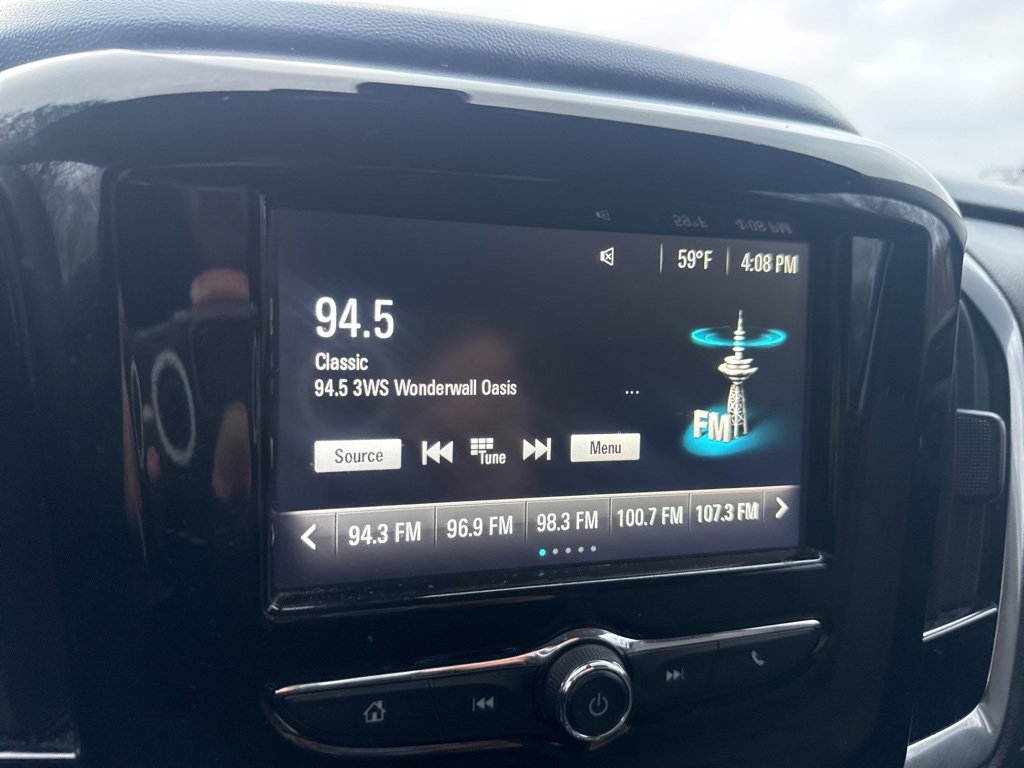 59°F 4:08 PM
94.5
Classic
94.5 3WS Wonderwall Oasis ...
FM
Source Tune Menu
94.3 FM 96.9 FM 98.3 FM 100.7 FM 107.3 FM